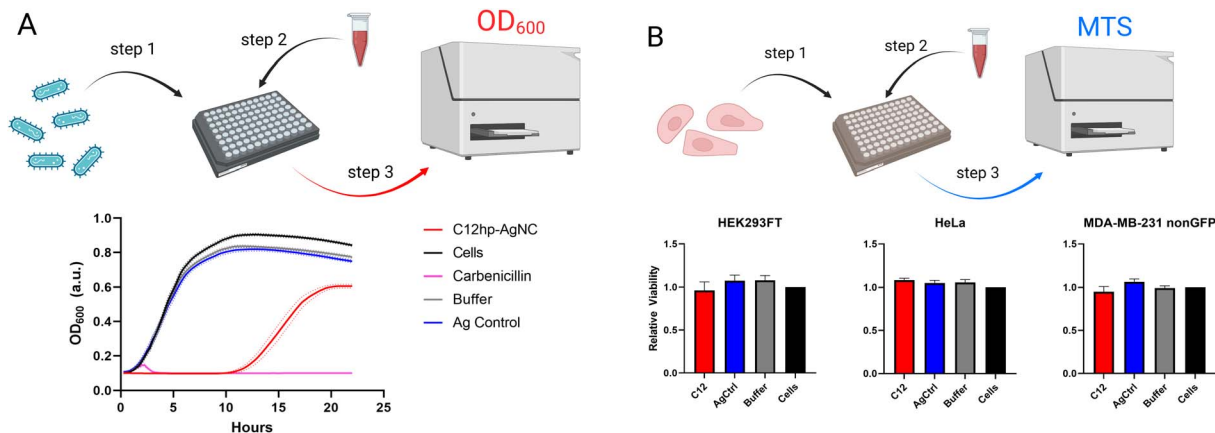 A
step 1
step 2
OD600
step 3
OD600 (a.u.)
1.0
0.8
0.6
0.4
0.2
0.0
0
5
10
15
20
25
Hours
C12hp-AgNC
Cells
Carbenicillin
Buffer
Ag Control
B
step 1
step 2
MTS
step 3
Relative Viability
HEK293FT
1.5
1.0
0.5
0.0
C12
AgCtrl
Buffer
Cells
HeLa
1.5
1.0
0.5
0.0
C12
AgCtrl
Buffer
Cells
MDA-MB-231 nonGFP
1.5
1.0
0.5
0.0
C12
AgCtrl
Buffer
Cells